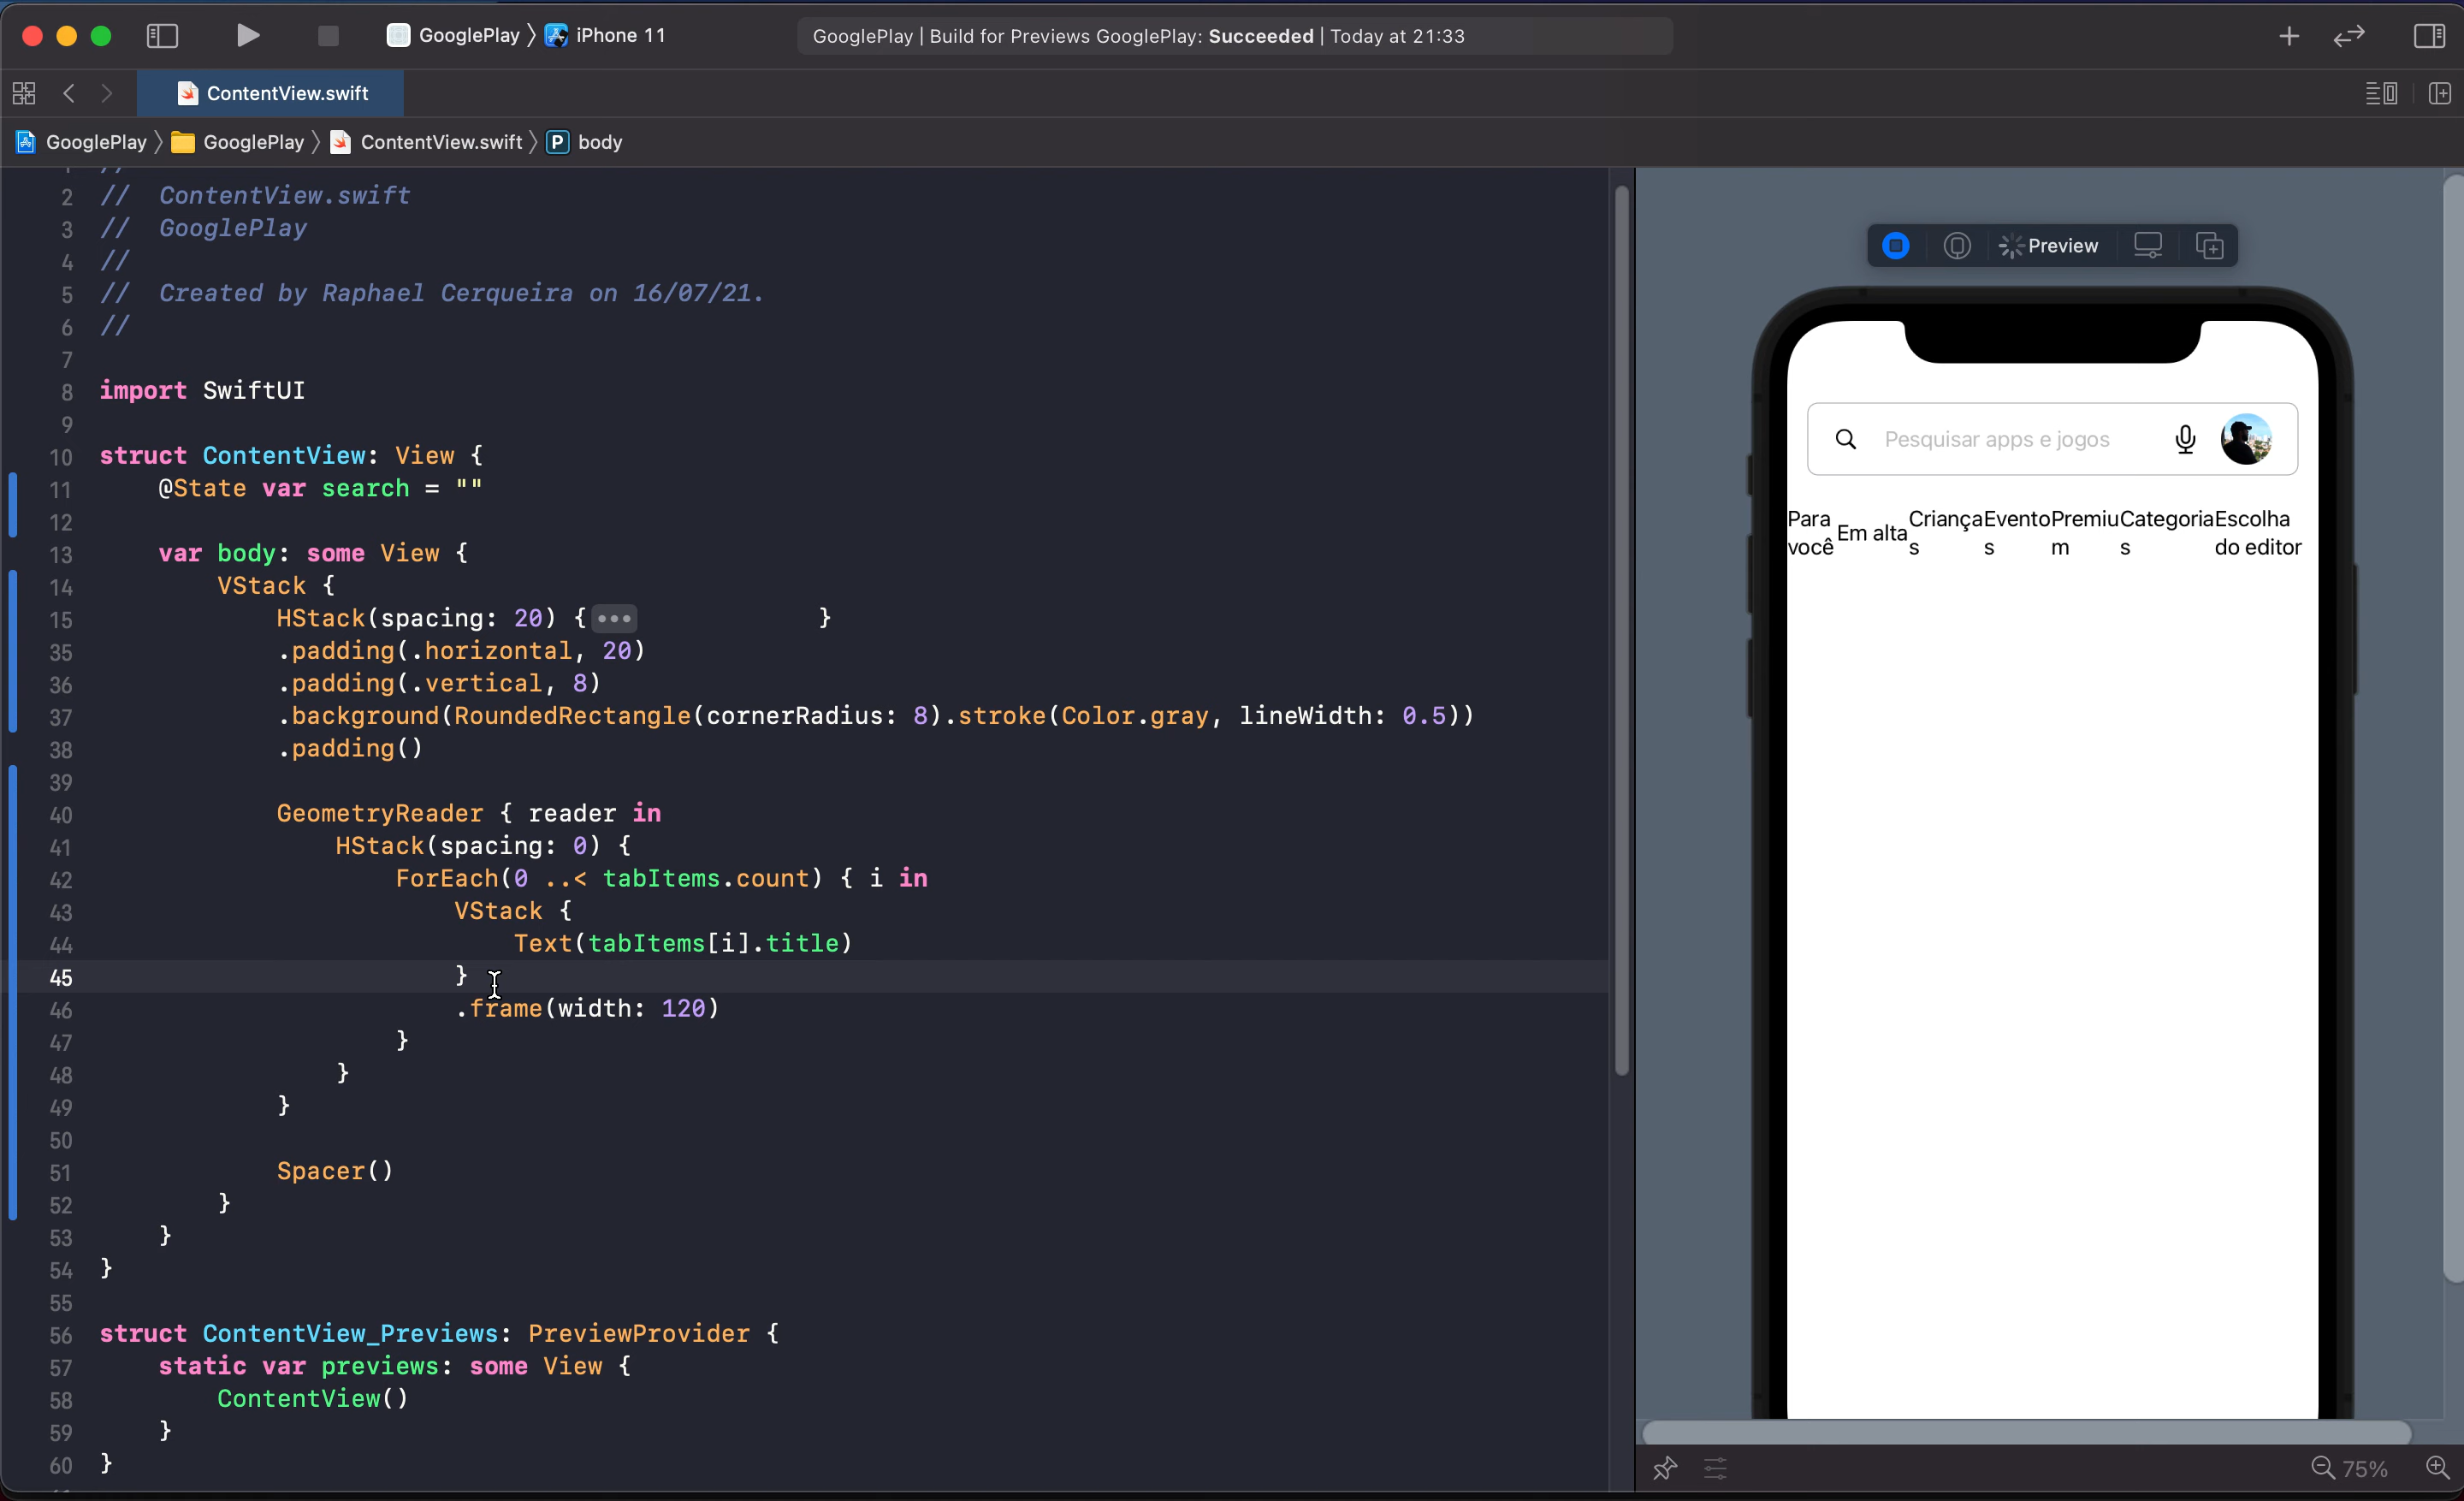 GooglePlay 〉 iPhone 11
GooglePlay | Build for Previews GooglePlay: Succeeded | Today at 21:33
ContentView.swift
GooglePlay 〉 GooglePlay 〉 ContentView.swift 〉 P body
2 //  ContentView.swift
3 //  GooglePlay
4 //
5 //  Created by Raphael Cerqueira on 16/07/21.
6 //
7
8 import SwiftUI
9
10 struct ContentView: View {
11     @State var search = ""
12
13     var body: some View {
14         VStack {
15             HStack(spacing: 20) {•••            }
35             .padding(.horizontal, 20)
36             .padding(.vertical, 8)
37             .background(RoundedRectangle(cornerRadius: 8).stroke(Color.gray, lineWidth: 0.5))
38             .padding()
39
40             GeometryReader { reader in
41                 HStack(spacing: 0) {
42                     ForEach(0 ..< tabItems.count) { i in
43                         VStack {
44                             Text(tabItems[i].title)
45                         }
46                         .frame(width: 120)
47                     }
48                 }
49             }
50
51             Spacer()
52         }
53     }
54 }
55
56 struct ContentView_Previews: PreviewProvider {
57     static var previews: some View {
58         ContentView()
59     }
60 }
Preview
Pesquisar apps e jogos
Para você
Em alta
Criança
s
Evento
s
Premiu
m
Categoria
s
Escolha
do editor
75%